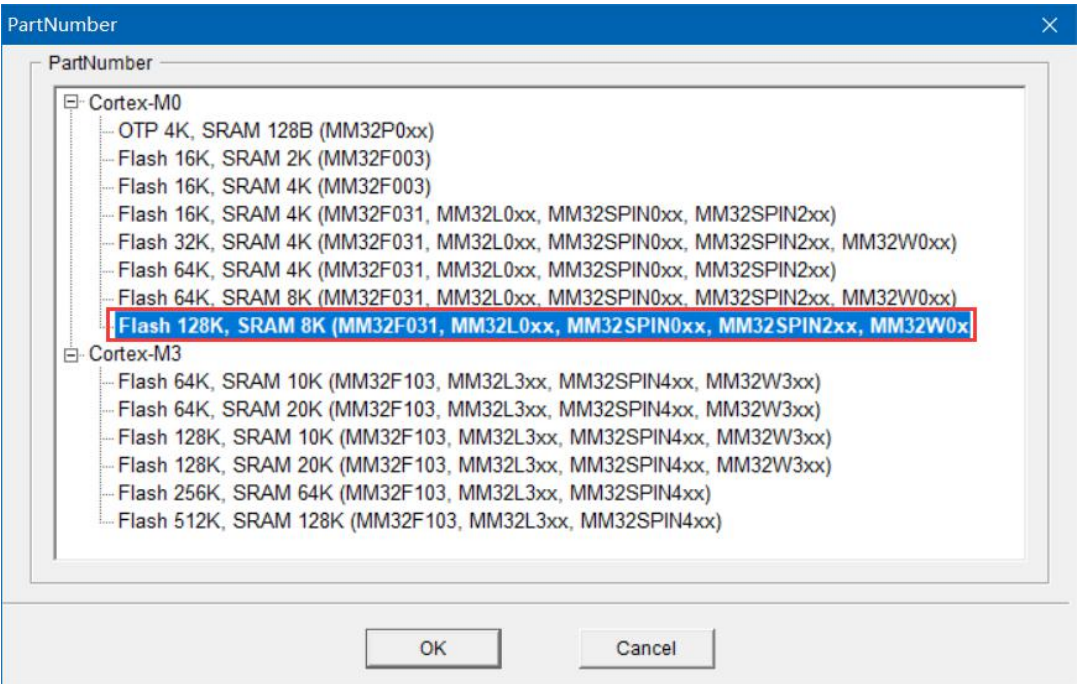 PartNumber
PartNumber
Cortex-M0
OTP 4K, SRAM 128B (MM32P0xx)
Flash 16K, SRAM 2K (MM32F003)
Flash 16K, SRAM 4K (MM32F003)
Flash 16K, SRAM 4K (MM32F031, MM32L0xx, MM32SPIN0xx, MM32SPIN2xx)
Flash 32K, SRAM 4K (MM32F031, MM32L0xx, MM32SPIN0xx, MM32SPIN2xx, MM32W0xx)
Flash 64K, SRAM 4K (MM32F031, MM32L0xx, MM32SPIN0xx, MM32SPIN2xx)
Flash 64K, SRAM 8K (MM32F031, MM32L0xx, MM32SPIN0xx, MM32SPIN2xx, MM32W0xx)
Flash 128K, SRAM 8K (MM32F031, MM32L0xx, MM32SPIN0xx, MM32SPIN2xx, MM32W0x
Cortex-M3
Flash 64K, SRAM 10K (MM32F103, MM32L3xx, MM32SPIN4xx, MM32W3xx)
Flash 64K, SRAM 20K (MM32F103, MM32L3xx, MM32SPIN4xx, MM32W3xx)
Flash 128K, SRAM 10K (MM32F103, MM32L3xx, MM32SPIN4xx, MM32W3xx)
Flash 128K, SRAM 20K (MM32F103, MM32L3xx, MM32SPIN4xx, MM32W3xx)
Flash 256K, SRAM 64K (MM32F103, MM32L3xx, MM32SPIN4xx)
Flash 512K, SRAM 128K (MM32F103, MM32L3xx, MM32SPIN4xx)
OK Cancel